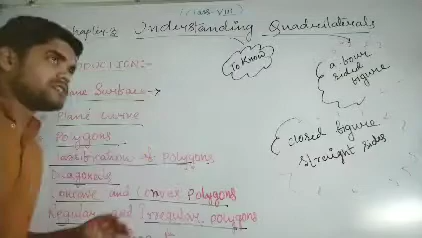 (class-VIII)
Chapter-3 Understanding Quadrilaterals
To Know
a four sided figure
closed figure
straight sides
Plane Surface →
Plane curve
Polygons
Classification of Polygons
Diagonals
Concave and Convex Polygons
Regular and Irregular polygons